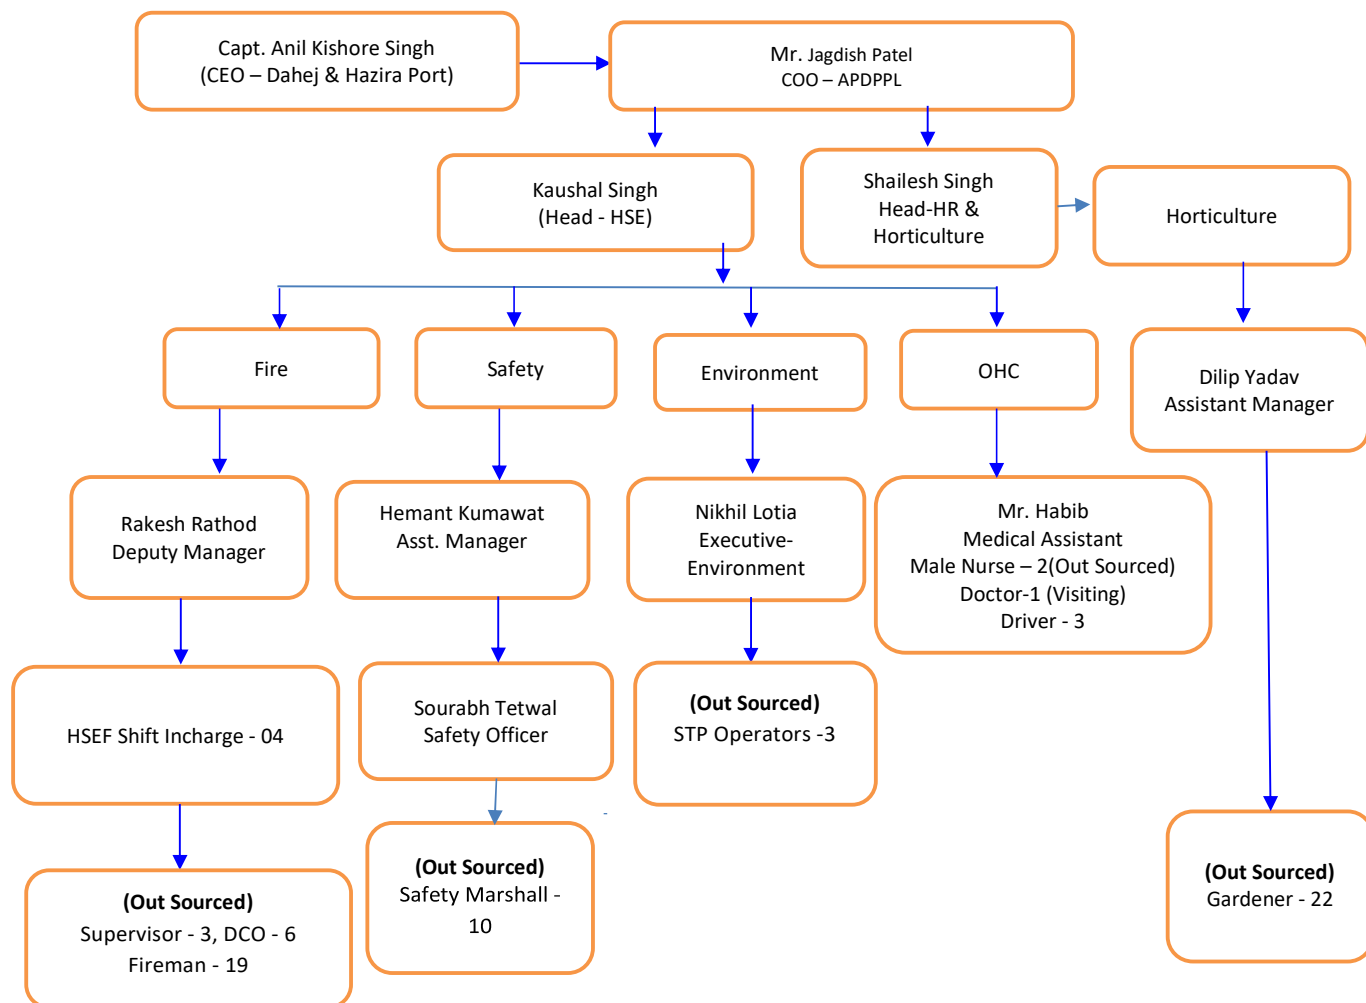 Capt. Anil Kishore Singh
(CEO – Dahej & Hazira Port)
Mr. Jagdish Patel
COO – APDPPL
Kaushal Singh
(Head - HSE)
Shailesh Singh
Head-HR &
Horticulture
Horticulture
Fire
Safety
Environment
OHC
Dilip Yadav
Assistant Manager
Rakesh Rathod
Deputy Manager
Hemant Kumawat
Asst. Manager
Nikhil Lotia
Executive-
Environment
Mr. Habib
Medical Assistant
Male Nurse – 2(Out Sourced)
Doctor-1 (Visiting)
Driver - 3
HSEF Shift Incharge - 04
Sourabh Tetwal
Safety Officer
(Out Sourced)
STP Operators -3
(Out Sourced)
Supervisor - 3, DCO - 6
Fireman - 19
(Out Sourced)
Safety Marshall -
10
(Out Sourced)
Gardener - 22